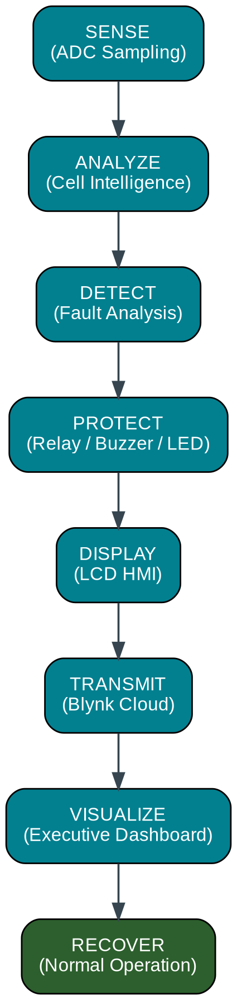 SENSE
(ADC Sampling)
ANALYZE
(Cell Intelligence)
DETECT
(Fault Analysis)
PROTECT
(Relay / Buzzer / LED)
DISPLAY
(LCD HMI)
TRANSMIT
(Blynk Cloud)
VISUALIZE
(Executive Dashboard)
RECOVER
(Normal Operation)